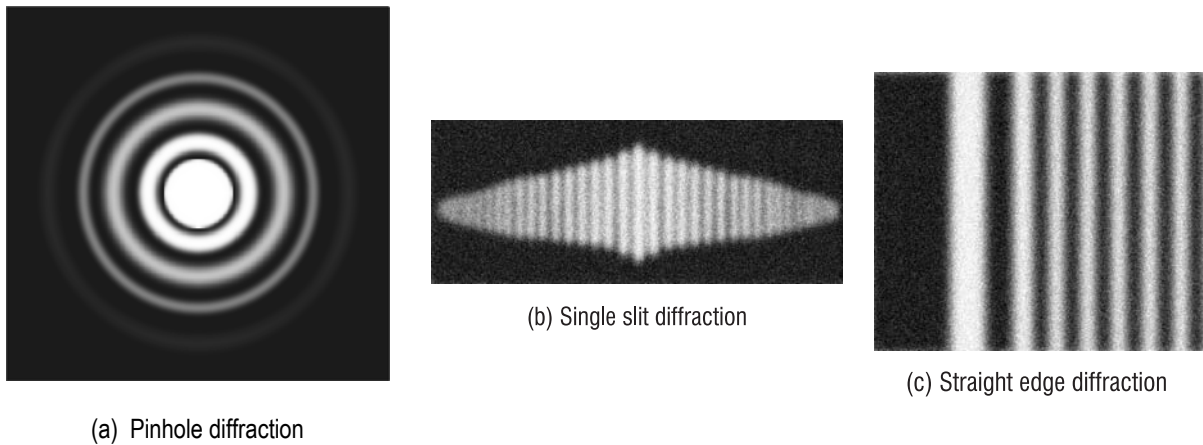 (a) Pinhole diffraction
(b) Single slit diffraction
(c) Straight edge diffraction